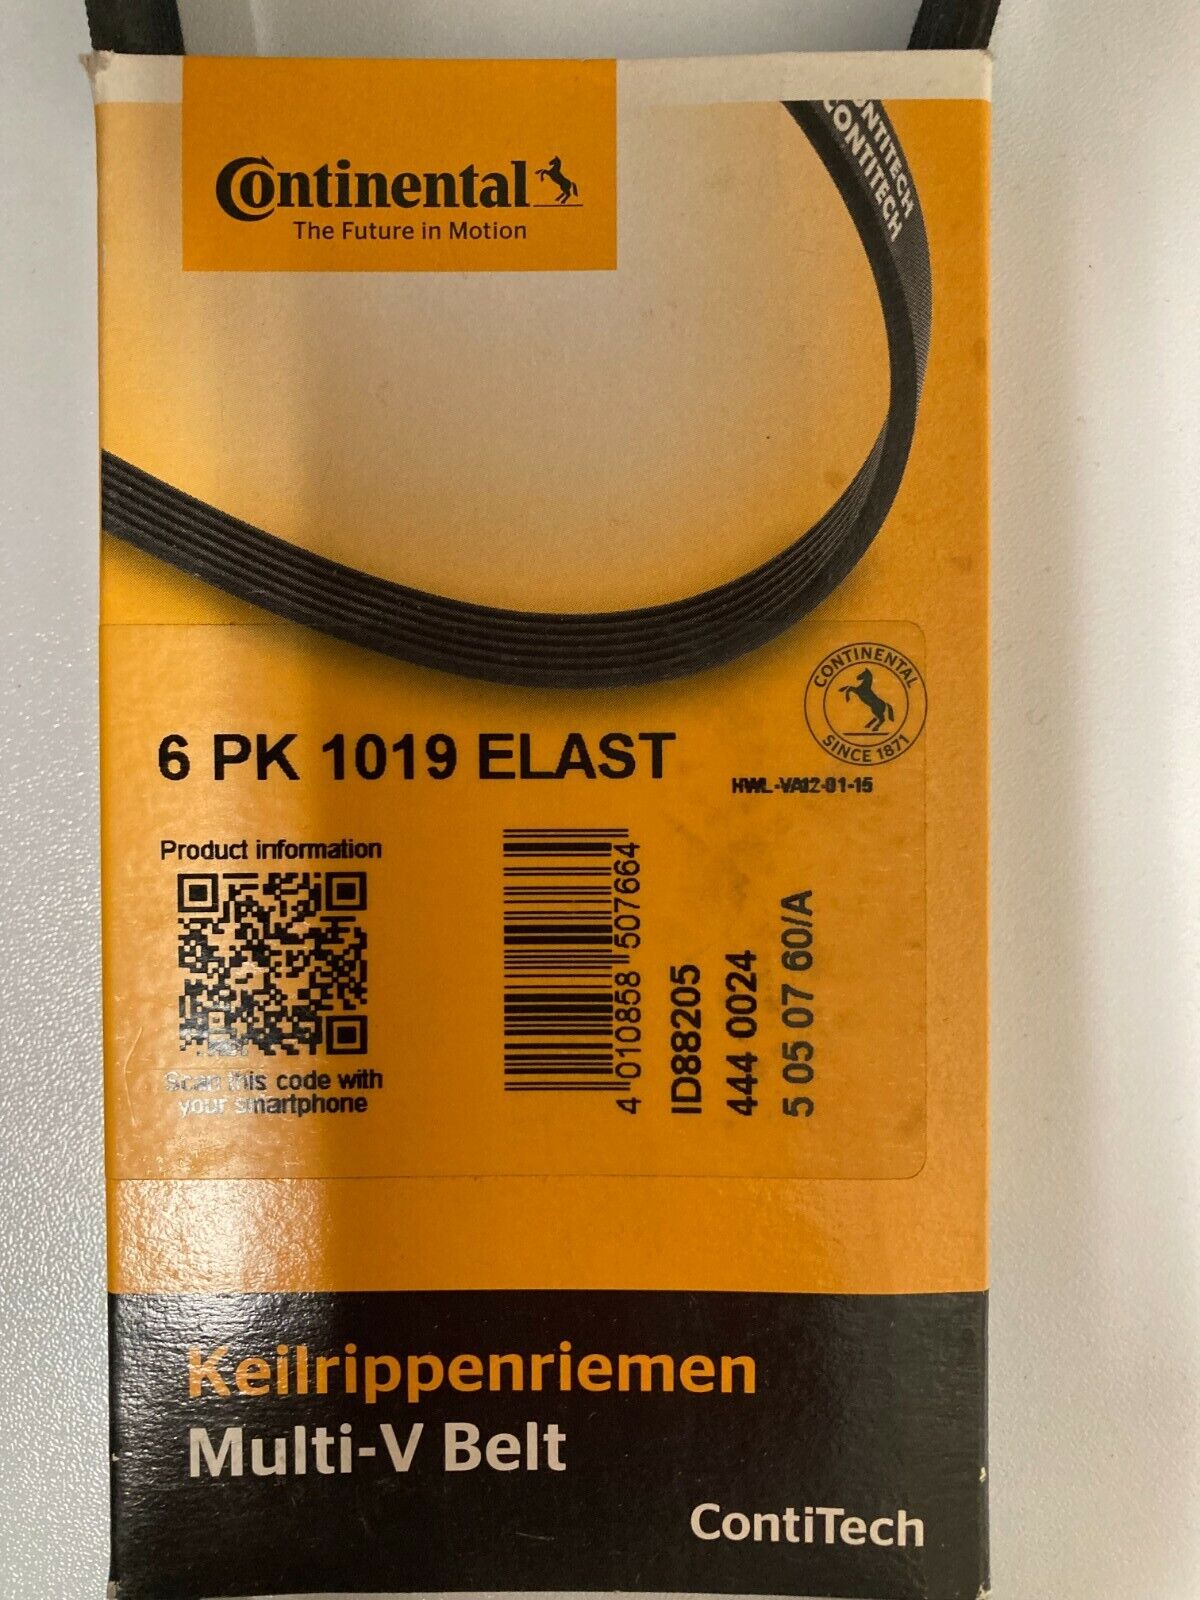 CONTITECH
CONTITECH
Continental
The Future in Motion
CONTINENTAL
SINCE 1871
6 PK 1019 ELAST
HWL-VA12-01-15
Product information
Scan this code with
your smartphone
4 010858 507664
ID88205
444 0024
5 05 07 60/A
Keilrippenriemen
Multi-V Belt
ContiTech